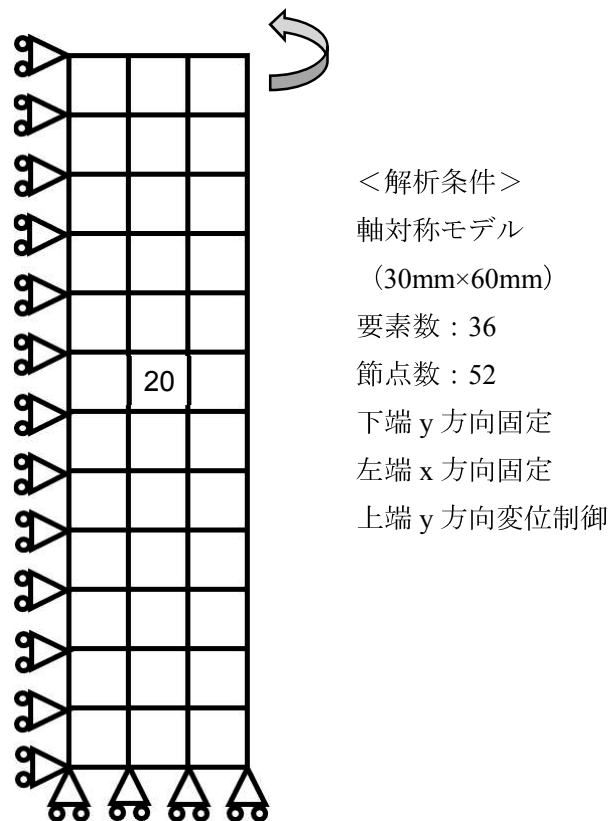 20
＜解析条件＞
軸対称モデル
（30mm×60mm）
要素数：36
節点数：52
下端 y 方向固定
左端 x 方向固定
上端 y 方向変位制御